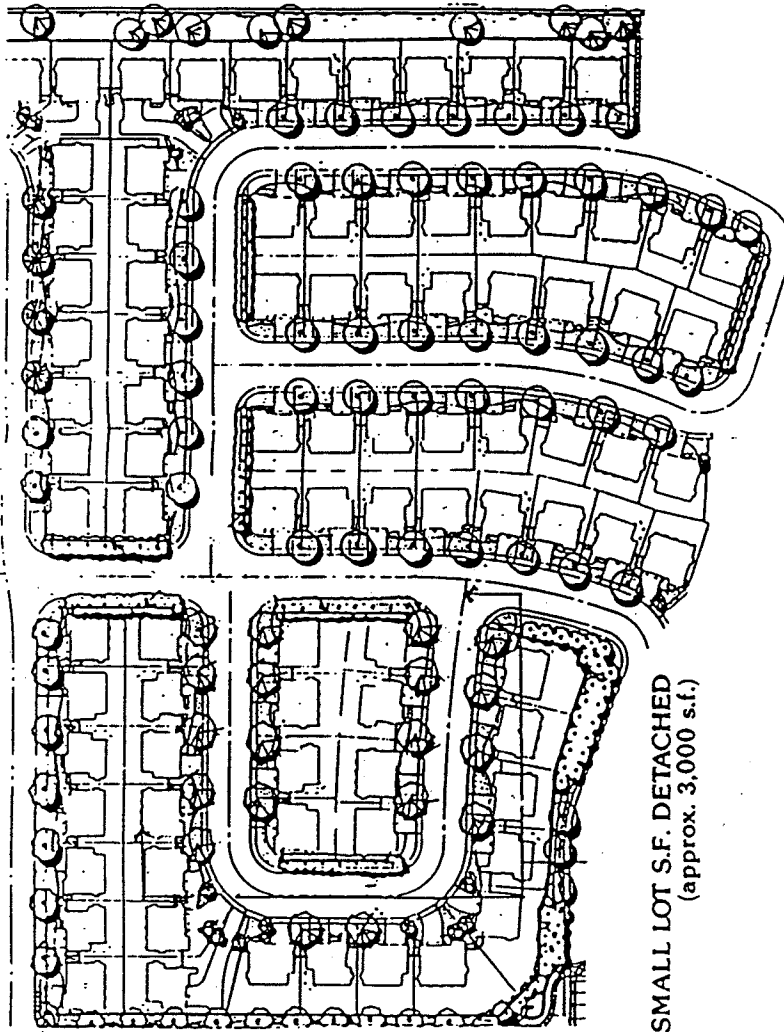 SMALL LOT S.F. DETACHED
(approx. 3,000 s.f.)